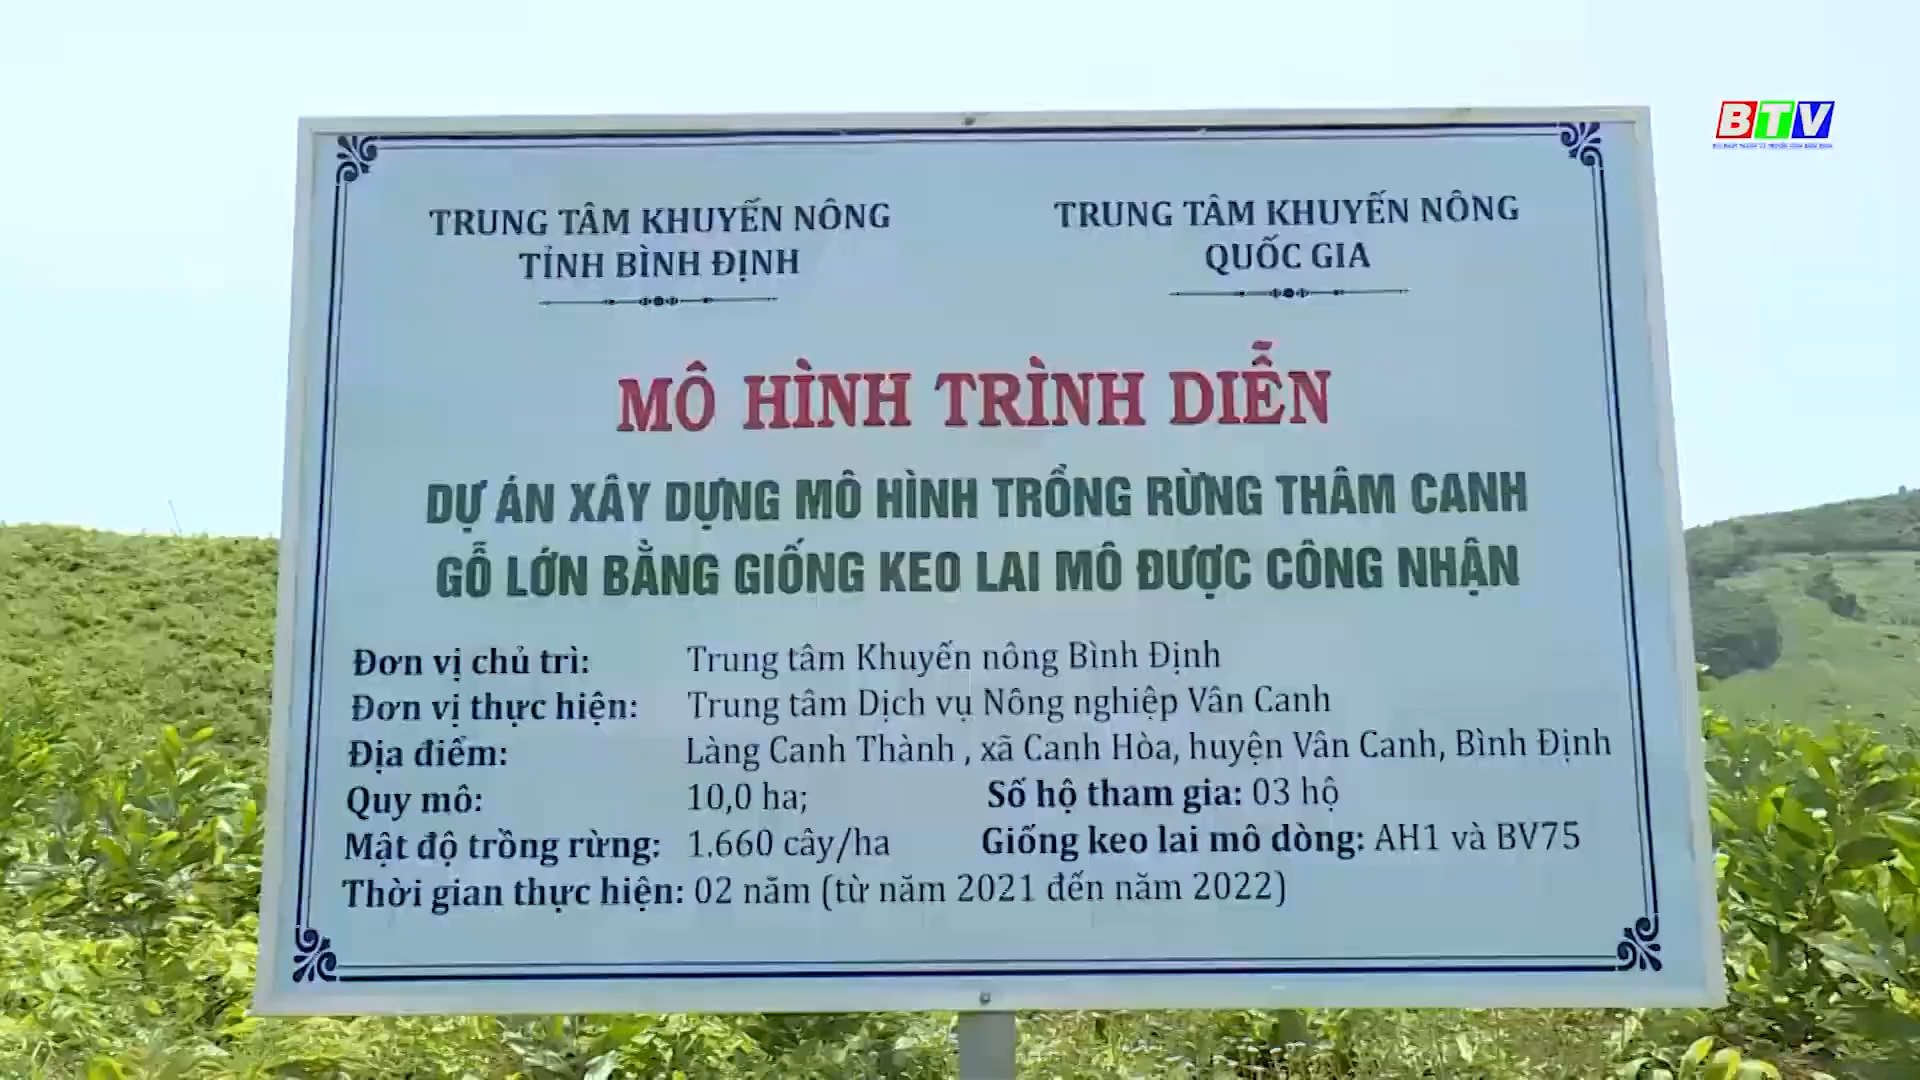 BTV
TRUNG TÂM KHUYẾN NÔNG
TỈNH BÌNH ĐỊNH
TRUNG TÂM KHUYẾN NÔNG
QUỐC GIA
MÔ HÌNH TRÌNH DIỄN
DỰ ÁN XÂY DỰNG MÔ HÌNH TRỒNG RỪNG THÂM CANH
GỖ LỚN BẰNG GIỐNG KEO LAI MÔ ĐƯỢC CÔNG NHẬN
Đơn vị chủ trì: Trung tâm Khuyến nông Bình Định
Đơn vị thực hiện: Trung tâm Dịch vụ Nông nghiệp Vân Canh
Địa điểm: Làng Canh Thành , xã Canh Hòa, huyện Vân Canh, Bình Định
Quy mô: 10,0 ha; Số hộ tham gia: 03 hộ
Mật độ trồng rừng: 1.660 cây/ha Giống keo lai mô dòng: AH1 và BV75
Thời gian thực hiện: 02 năm (từ năm 2021 đến năm 2022)